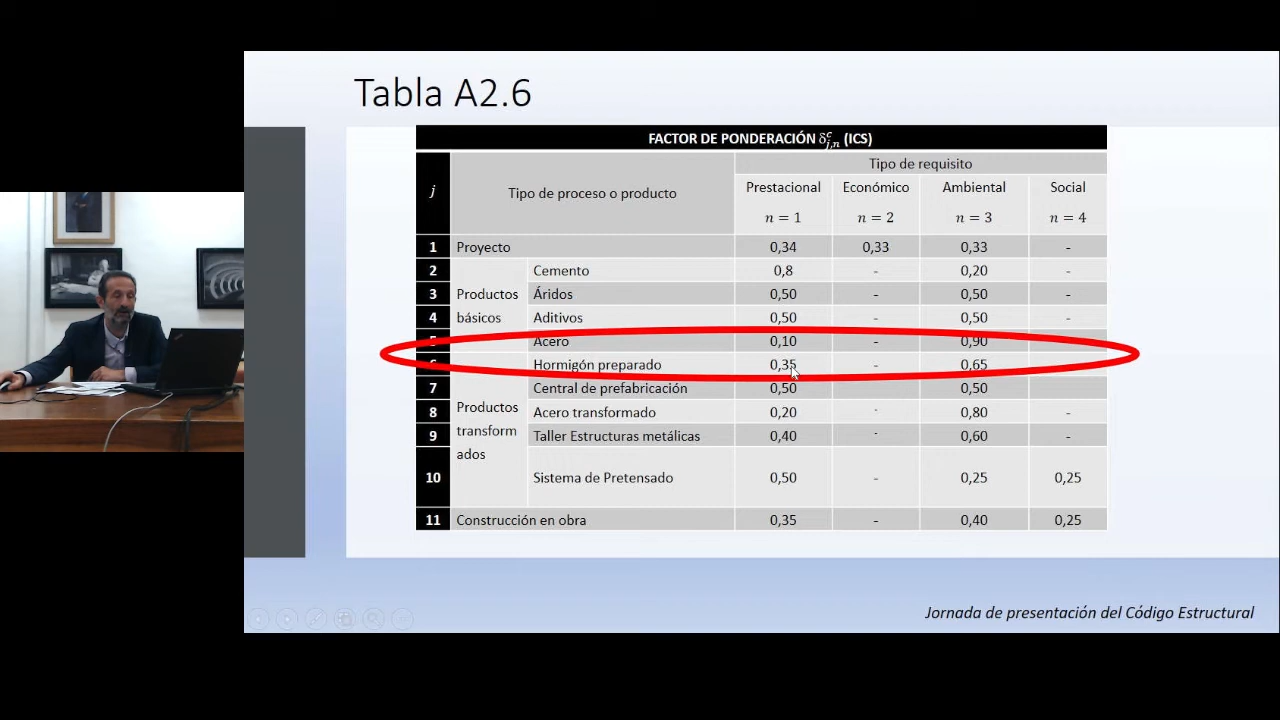 Tabla A2.6
FACTOR DE PONDERACIÓN δᶜⱼ,ₙ (ICS)
j Tipo de proceso o producto Tipo de requisito
Prestacional Económico Ambiental Social
n = 1 n = 2 n = 3 n = 4
1 Proyecto 0,34 0,33 0,33 -
2 Cemento 0,8 - 0,20 -
3 Productos Áridos 0,50 - 0,50 -
4 básicos Aditivos 0,50 - 0,50 -
5 Acero 0,10 - 0,90
6 Hormigón preparado 0,35 - 0,65
7 Central de prefabricación 0,50 - 0,50
8 Productos Acero transformado 0,20 - 0,80 -
9 transform Taller Estructuras metálicas 0,40 - 0,60 -
ados
10 Sistema de Pretensado 0,50 - 0,25 0,25
11 Construcción en obra 0,35 - 0,40 0,25
Jornada de presentación del Código Estructural